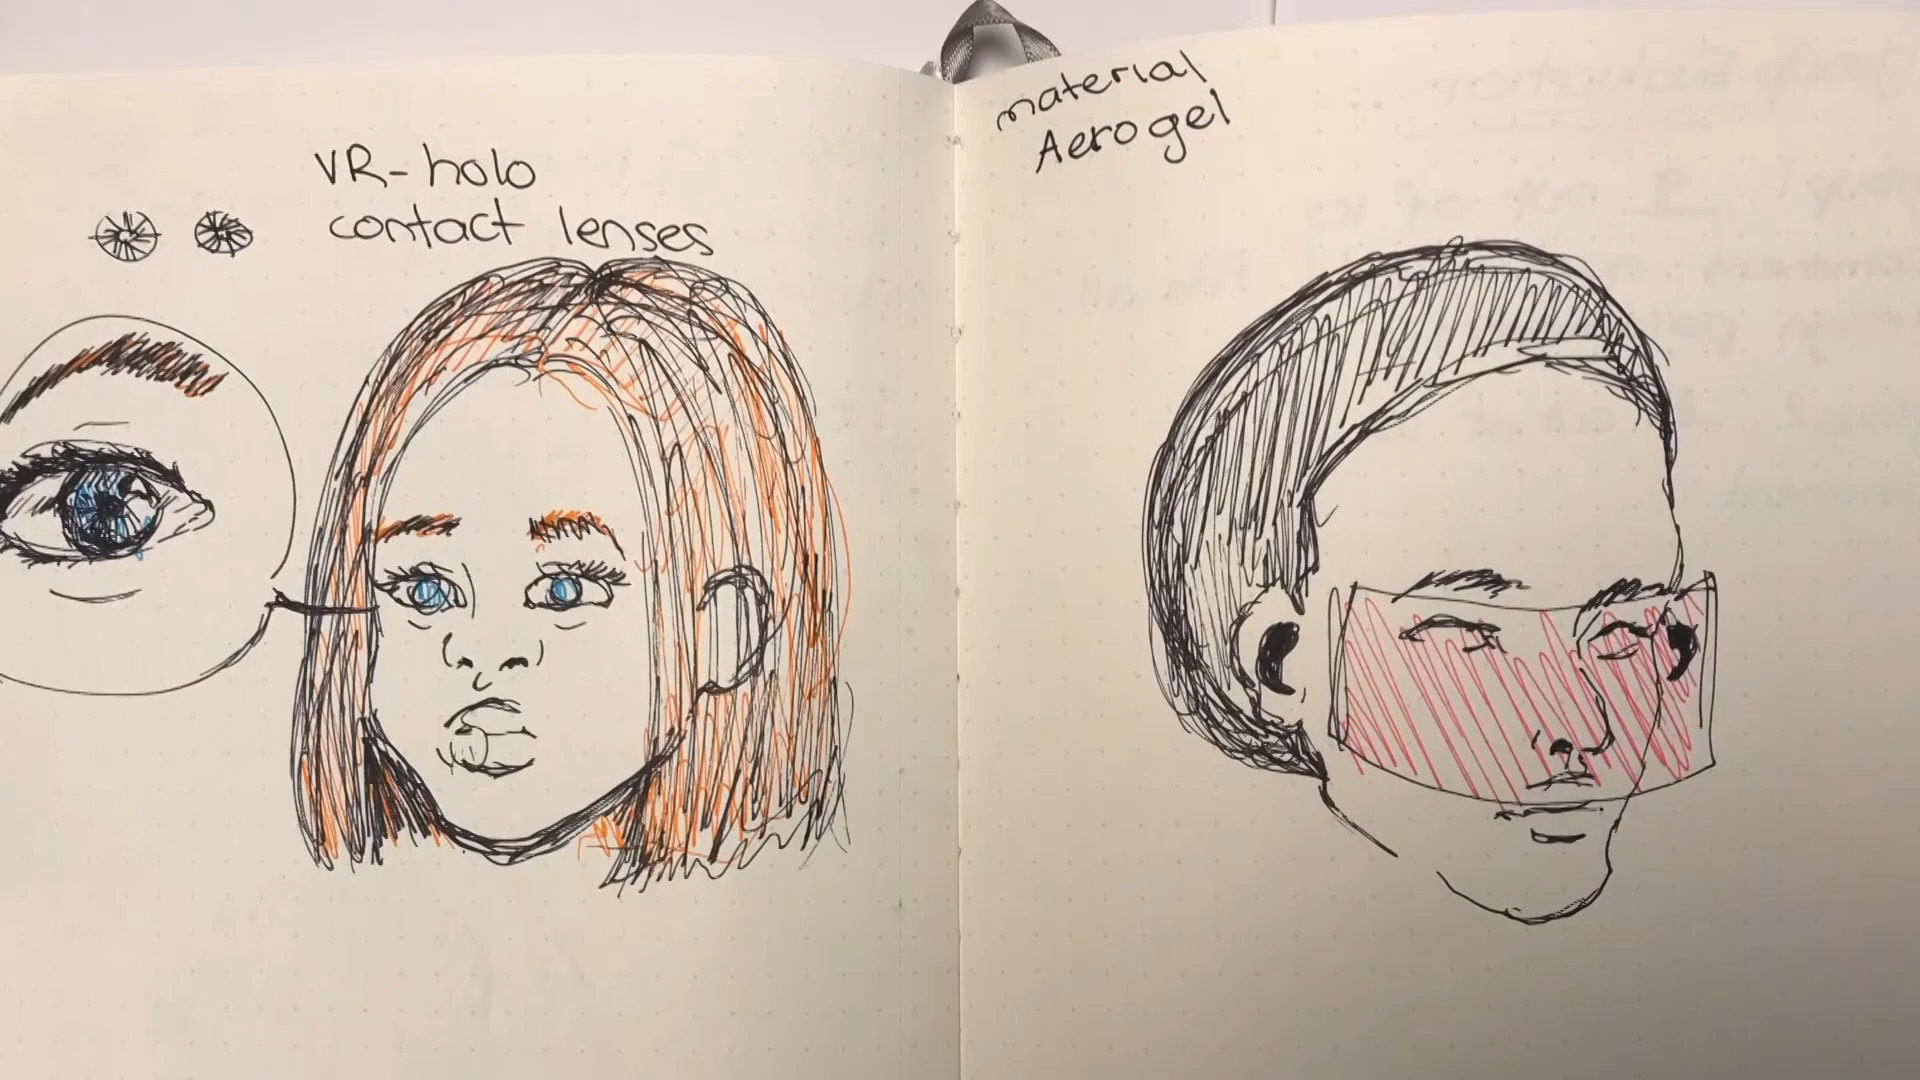 VR-holo
contact lenses
material
Aerogel